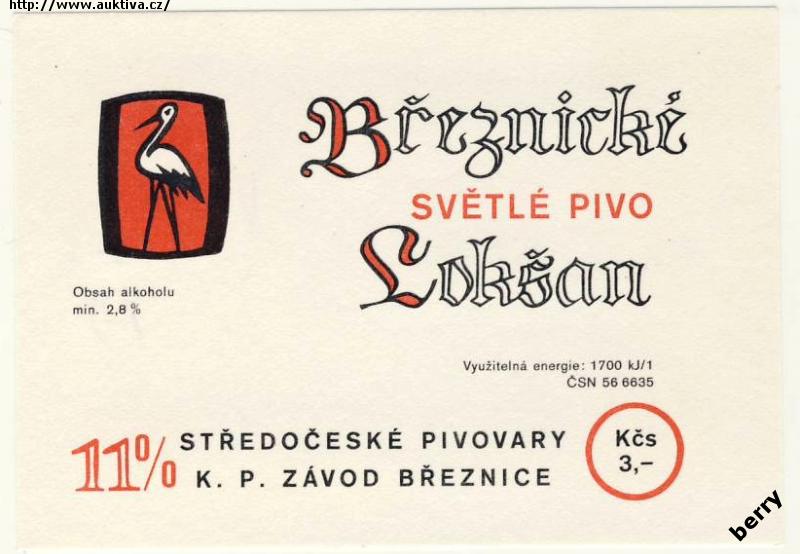 http://www.auktiva.cz/
Březnické
SVĚTLÉ PIVO
Lokšan
Obsah alkoholu
min. 2,8 %
Využitelná energie: 1700 kJ/1
ČSN 56 6635
11% STŘEDOČESKÉ PIVOVARY
K. P. ZÁVOD BŘEZNICE
Kčs
3,–
berry